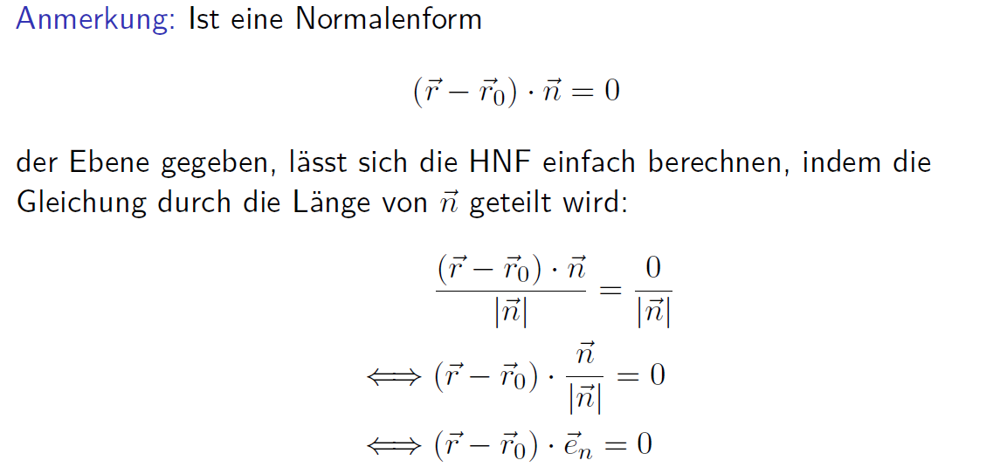 Anmerkung: Ist eine Normalenform
$(\vec{r} - \vec{r}_0) \cdot \vec{n} = 0$
der Ebene gegeben, lässt sich die HNF einfach berechnen, indem die
Gleichung durch die Länge von $\vec{n}$ geteilt wird:
$\frac{(\vec{r} - \vec{r}_0) \cdot \vec{n}}{|\vec{n}|} = \frac{0}{|\vec{n}|}$
$\Longleftrightarrow (\vec{r} - \vec{r}_0) \cdot \frac{\vec{n}}{|\vec{n}|} = 0$
$\Longleftrightarrow (\vec{r} - \vec{r}_0) \cdot \vec{e}_n = 0$